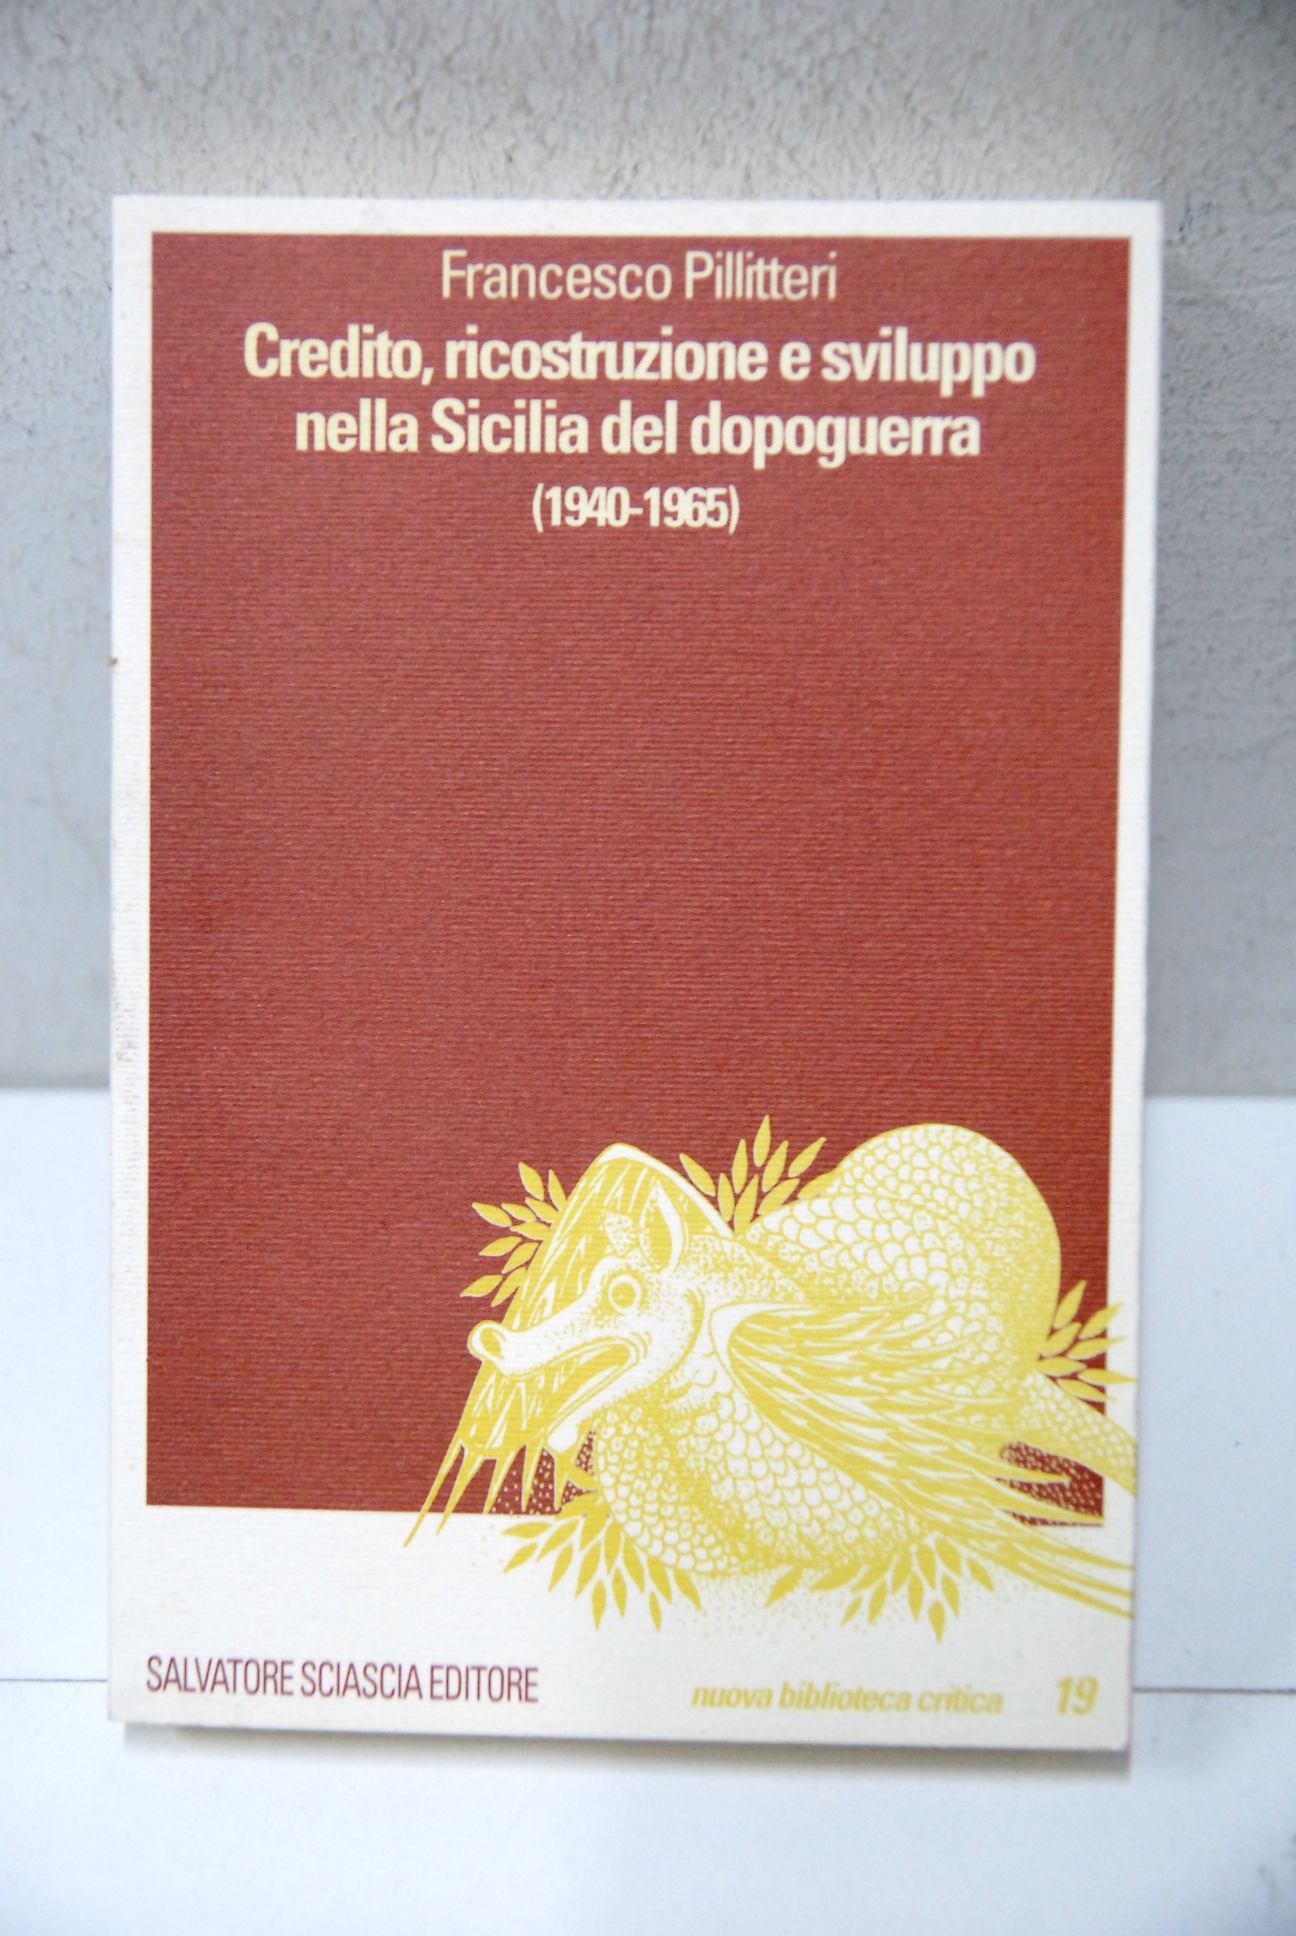 Francesco Pillitteri
Credito, ricostruzione e sviluppo
nella Sicilia del dopoguerra
(1940-1965)
SALVATORE SCIASCIA EDITORE
nuova biblioteca critica 19